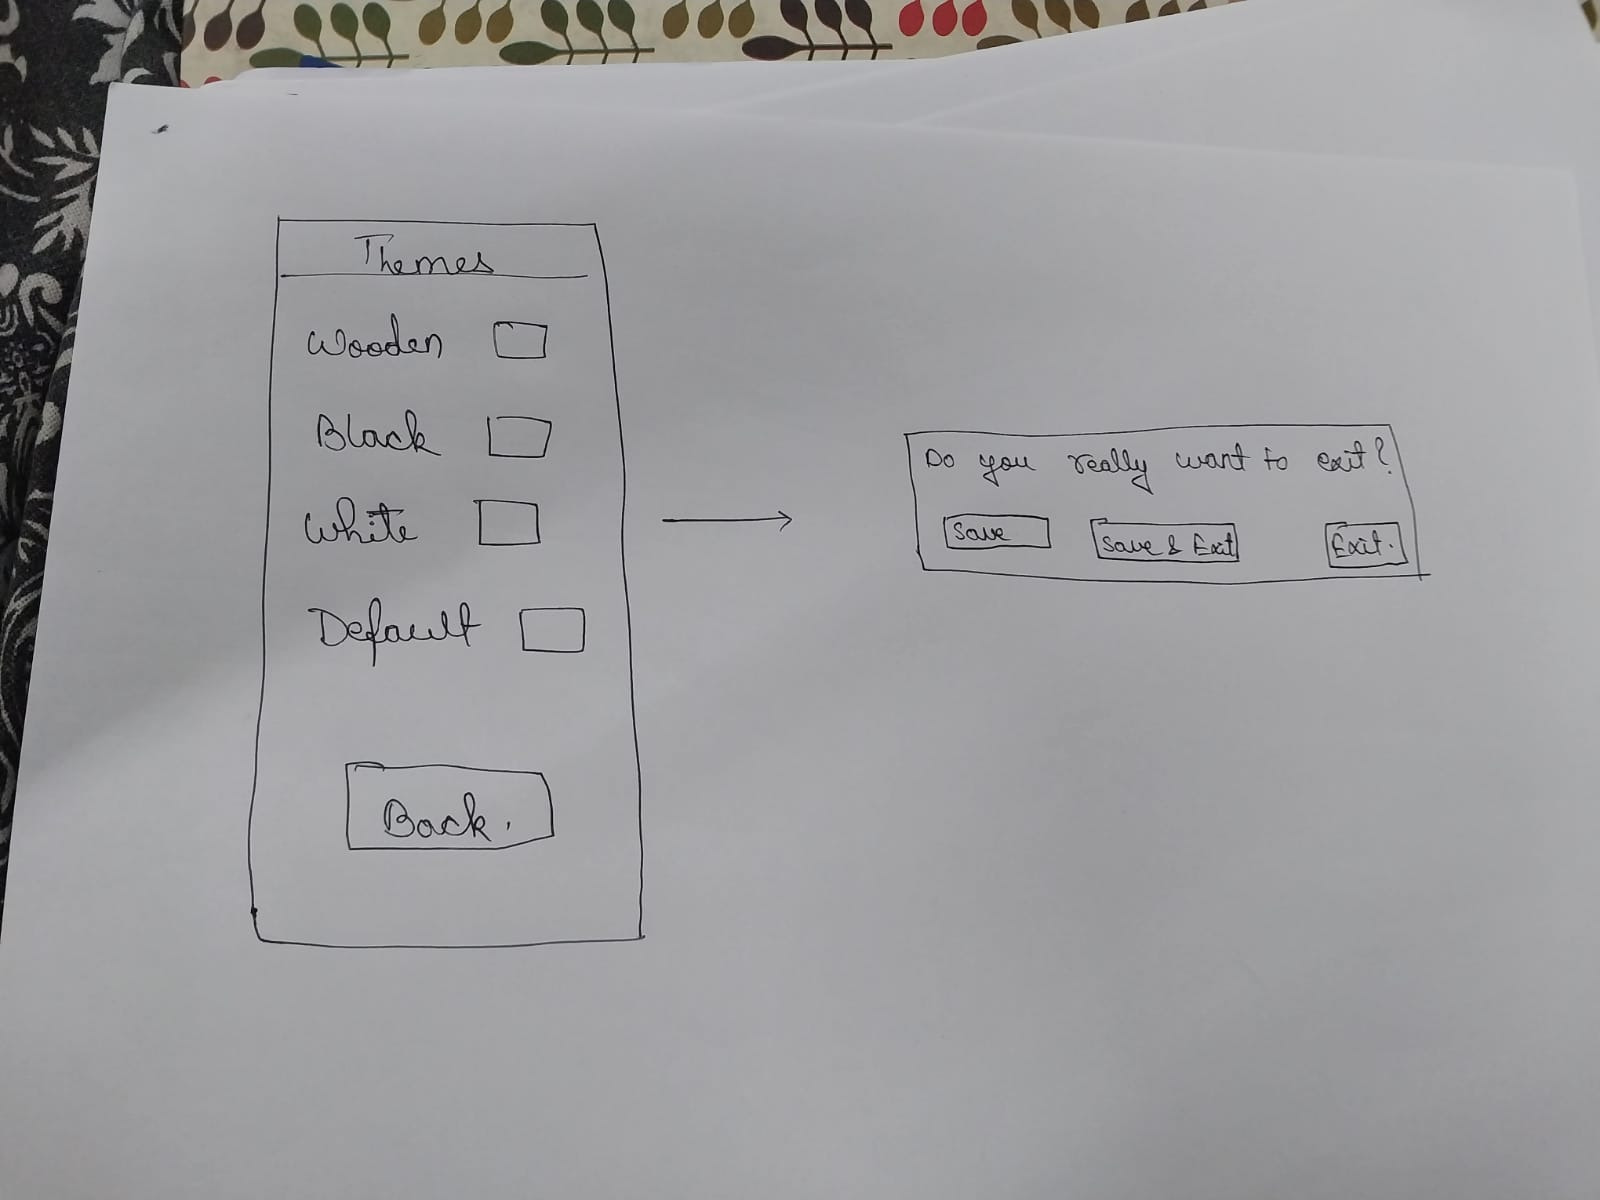 Themes
Wooden
Black
White
Default
Back.
Do you really want to exit?
Save
Save & Exit
Exit.